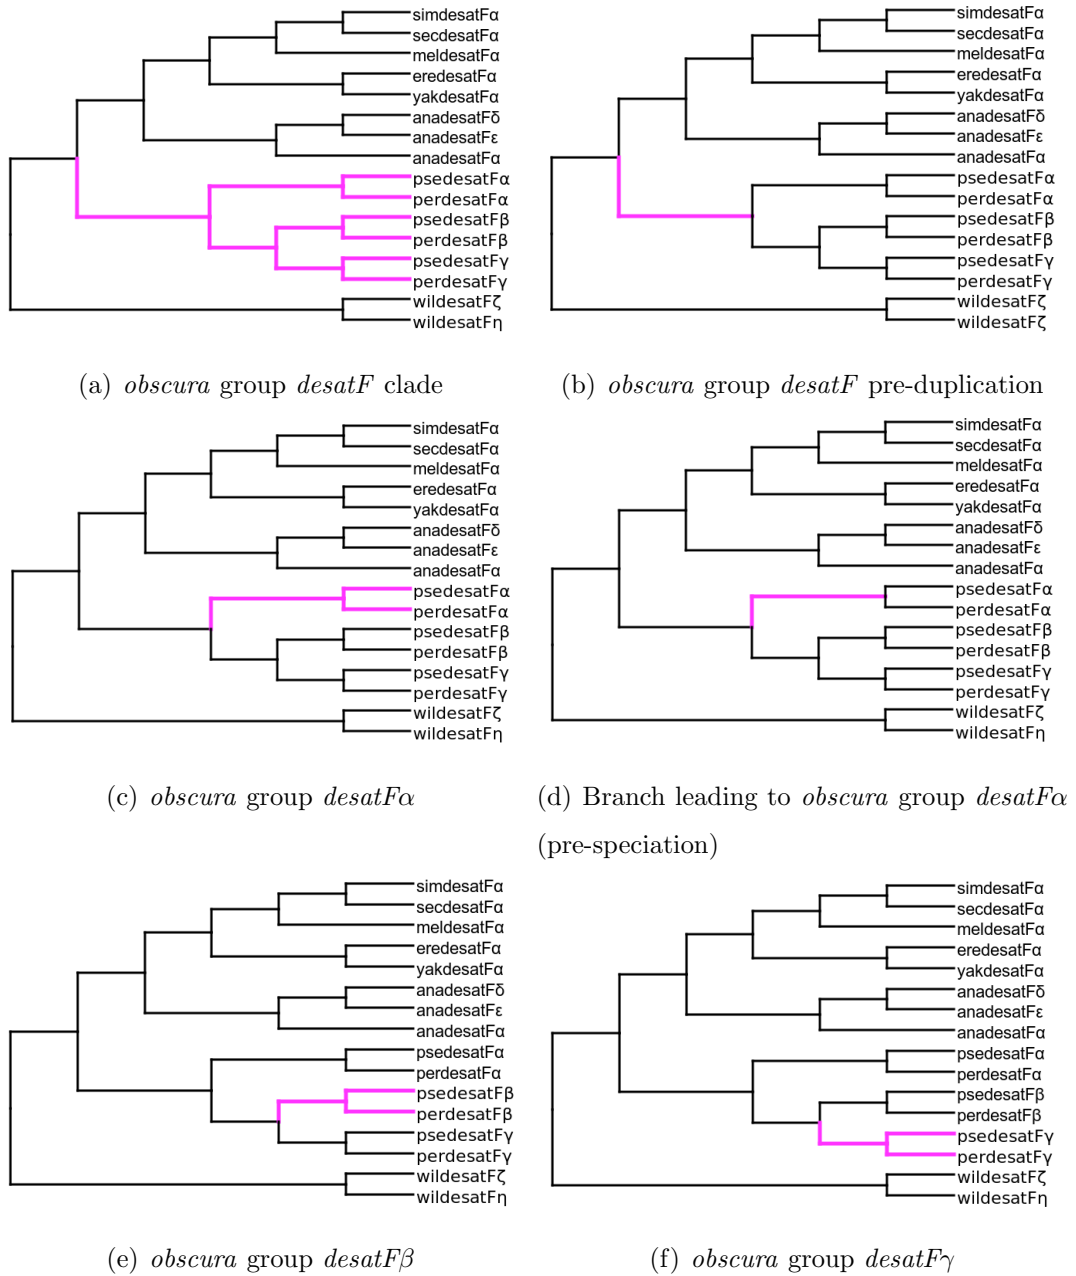 simdesatFα
secdesatFα
meldesatFα
eredesatFα
yakdesatFα
anadesatFδ
anadesatFε
anadesatFα
psedesatFα
perdesatFα
psedesatFβ
perdesatFβ
psedesatFγ
perdesatFγ
wildesatFζ
wildesatFη
(a) obscura group desatF clade
simdesatFα
secdesatFα
meldesatFα
eredesatFα
yakdesatFα
anadesatFδ
anadesatFε
anadesatFα
psedesatFα
perdesatFα
psedesatFβ
perdesatFβ
psedesatFγ
perdesatFγ
wildesatFζ
wildesatFζ
(b) obscura group desatF pre-duplication
simdesatFα
secdesatFα
meldesatFα
eredesatFα
yakdesatFα
anadesatFδ
anadesatFε
anadesatFα
psedesatFα
perdesatFα
psedesatFβ
perdesatFβ
psedesatFγ
perdesatFγ
wildesatFζ
wildesatFη
(c) obscura group desatFα
simdesatFα
secdesatFα
meldesatFα
eredesatFα
yakdesatFα
anadesatFδ
anadesatFε
anadesatFα
psedesatFα
perdesatFα
psedesatFβ
perdesatFβ
psedesatFγ
perdesatFγ
wildesatFζ
wildesatFη
(d) Branch leading to obscura group desatFα
(pre-speciation)
simdesatFα
secdesatFα
meldesatFα
eredesatFα
yakdesatFα
anadesatFδ
anadesatFε
anadesatFα
psedesatFα
perdesatFα
psedesatFβ
perdesatFβ
psedesatFγ
perdesatFγ
wildesatFζ
wildesatFη
(e) obscura group desatFβ
simdesatFα
secdesatFα
meldesatFα
eredesatFα
yakdesatFα
anadesatFδ
anadesatFε
anadesatFα
psedesatFα
perdesatFα
psedesatFβ
perdesatFβ
psedesatFγ
perdesatFγ
wildesatFζ
wildesatFη
(f) obscura group desatFγ